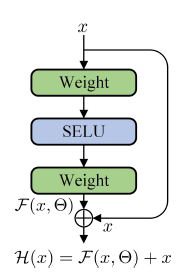 x
Weight
SELU
Weight
ℱ(x, Θ)
x
ℋ(x) = ℱ(x, Θ) + x